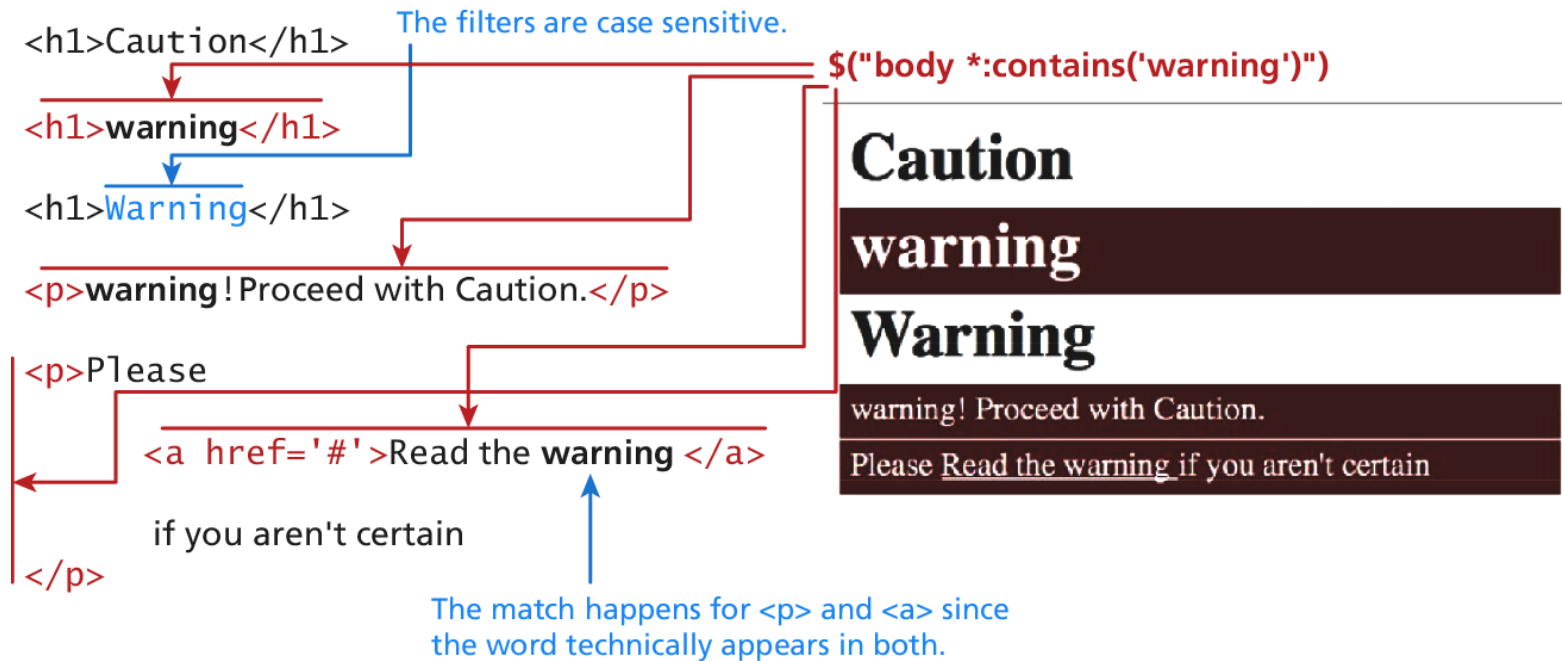 The filters are case sensitive.
<h1>Caution</h1>
<h1>warning</h1>
<h1>Warning</h1>
<p>warning!Proceed with Caution.</p>
<p>Please
<a href='#'>Read the warning </a>
if you aren't certain
</p>
The match happens for <p> and <a> since
the word technically appears in both.
$("body *:contains('warning')")
Caution
warning
Warning
warning! Proceed with Caution.
Please Read the warning if you aren't certain